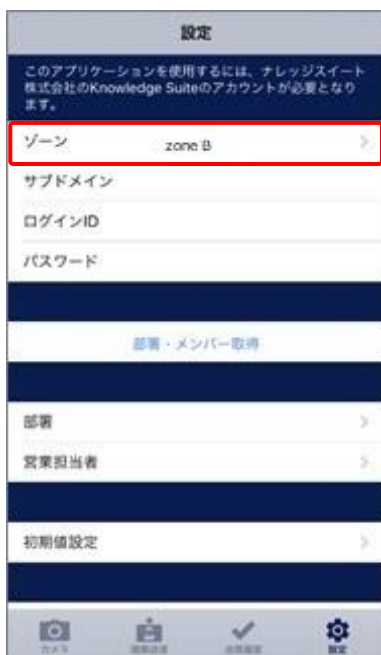 設定
このアプリケーションを使用するには、ナレッジスイート
株式会社のKnowledge Suiteのアカウントが必要となり
ます。
ゾーン zone B
サブドメイン
ログインID
パスワード
部署・メンバー取得
部署
営業担当者
初期値設定
カメラ
設定